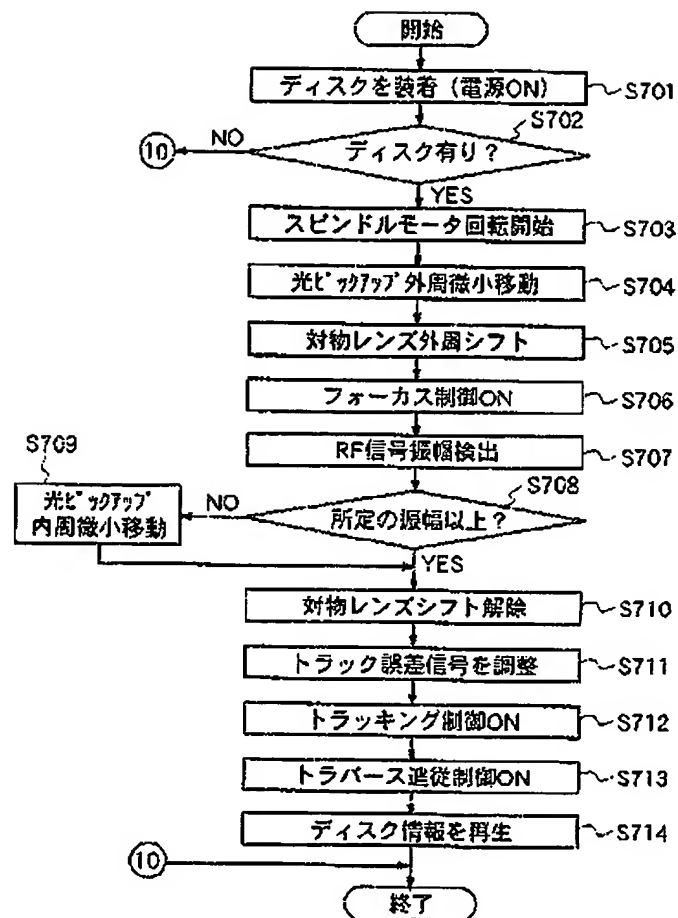 開始
ディスクを装着（電源ON） S701
S702
10 NO ディスク有り？
YES
スピンドルモータ回転開始 S703
光ピックアップ外周微小移動 S704
対物レンズ外周シフト S705
フォーカス制御ON S706
RF信号振幅検出 S707
S709
S708
光ピックアップ
内周微小移動
NO 所定の振幅以上？
YES
対物レンズシフト解除 S710
トラック誤差信号を調整 S711
トラッキング制御ON S712
トラバース追従制御ON S713
ディスク情報を再生 S714
10
終了